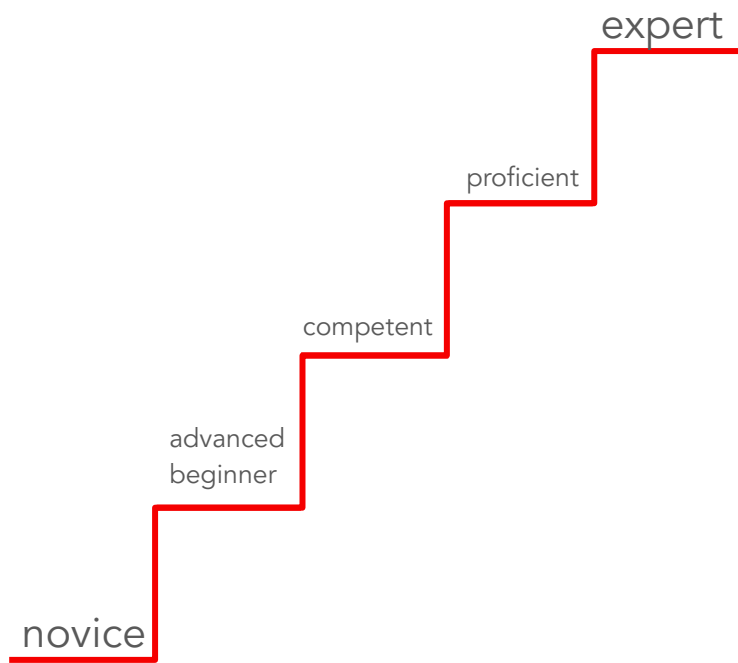 expert
proficient
competent
advanced
beginner
novice